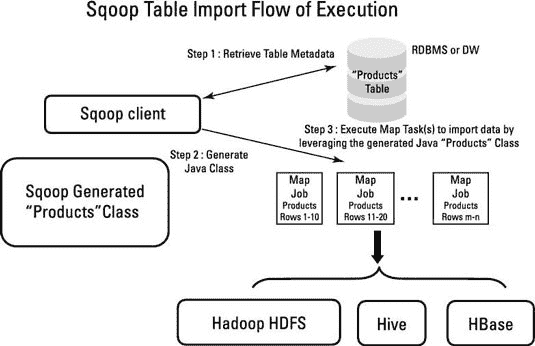 Sqoop Table Import Flow of Execution
Step 1 : Retrieve Table Metadata
RDBMS or DW
"Products"
Table
Sqoop client
Step 3 : Execute Map Task(s) to import data by
leveraging the generated Java "Products" Class
Step 2 : Generate
Java Class
Sqoop Generated
"Products"Class
Map
Job
Products
Rows 1-10
Map
Job
Products
Rows 11-20
...
Map
Job
Products
Rows m-n
Hadoop HDFS
Hive
HBase